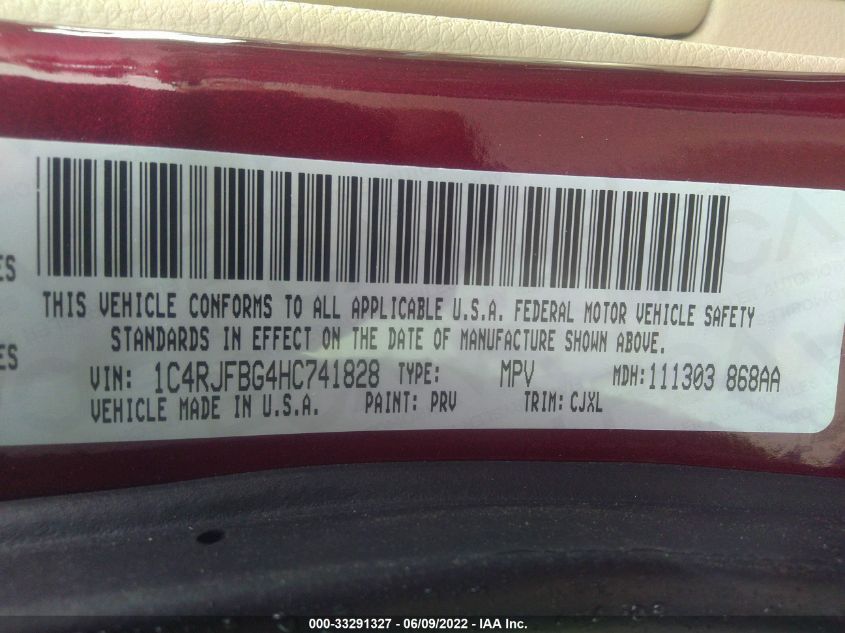 ES
THIS VEHICLE CONFORMS TO ALL APPLICABLE U.S.A. FEDERAL MOTOR VEHICLE SAFETY
STANDARDS IN EFFECT ON THE DATE OF MANUFACTURE SHOWN ABOVE.
ES
VIN: 1C4RJFBG4HC741828 TYPE: MPV MDH:111303 868AA
VEHICLE MADE IN U.S.A. PAINT: PRV TRIM: CJXL
000-33291327 - 06/09/2022 - IAA Inc.